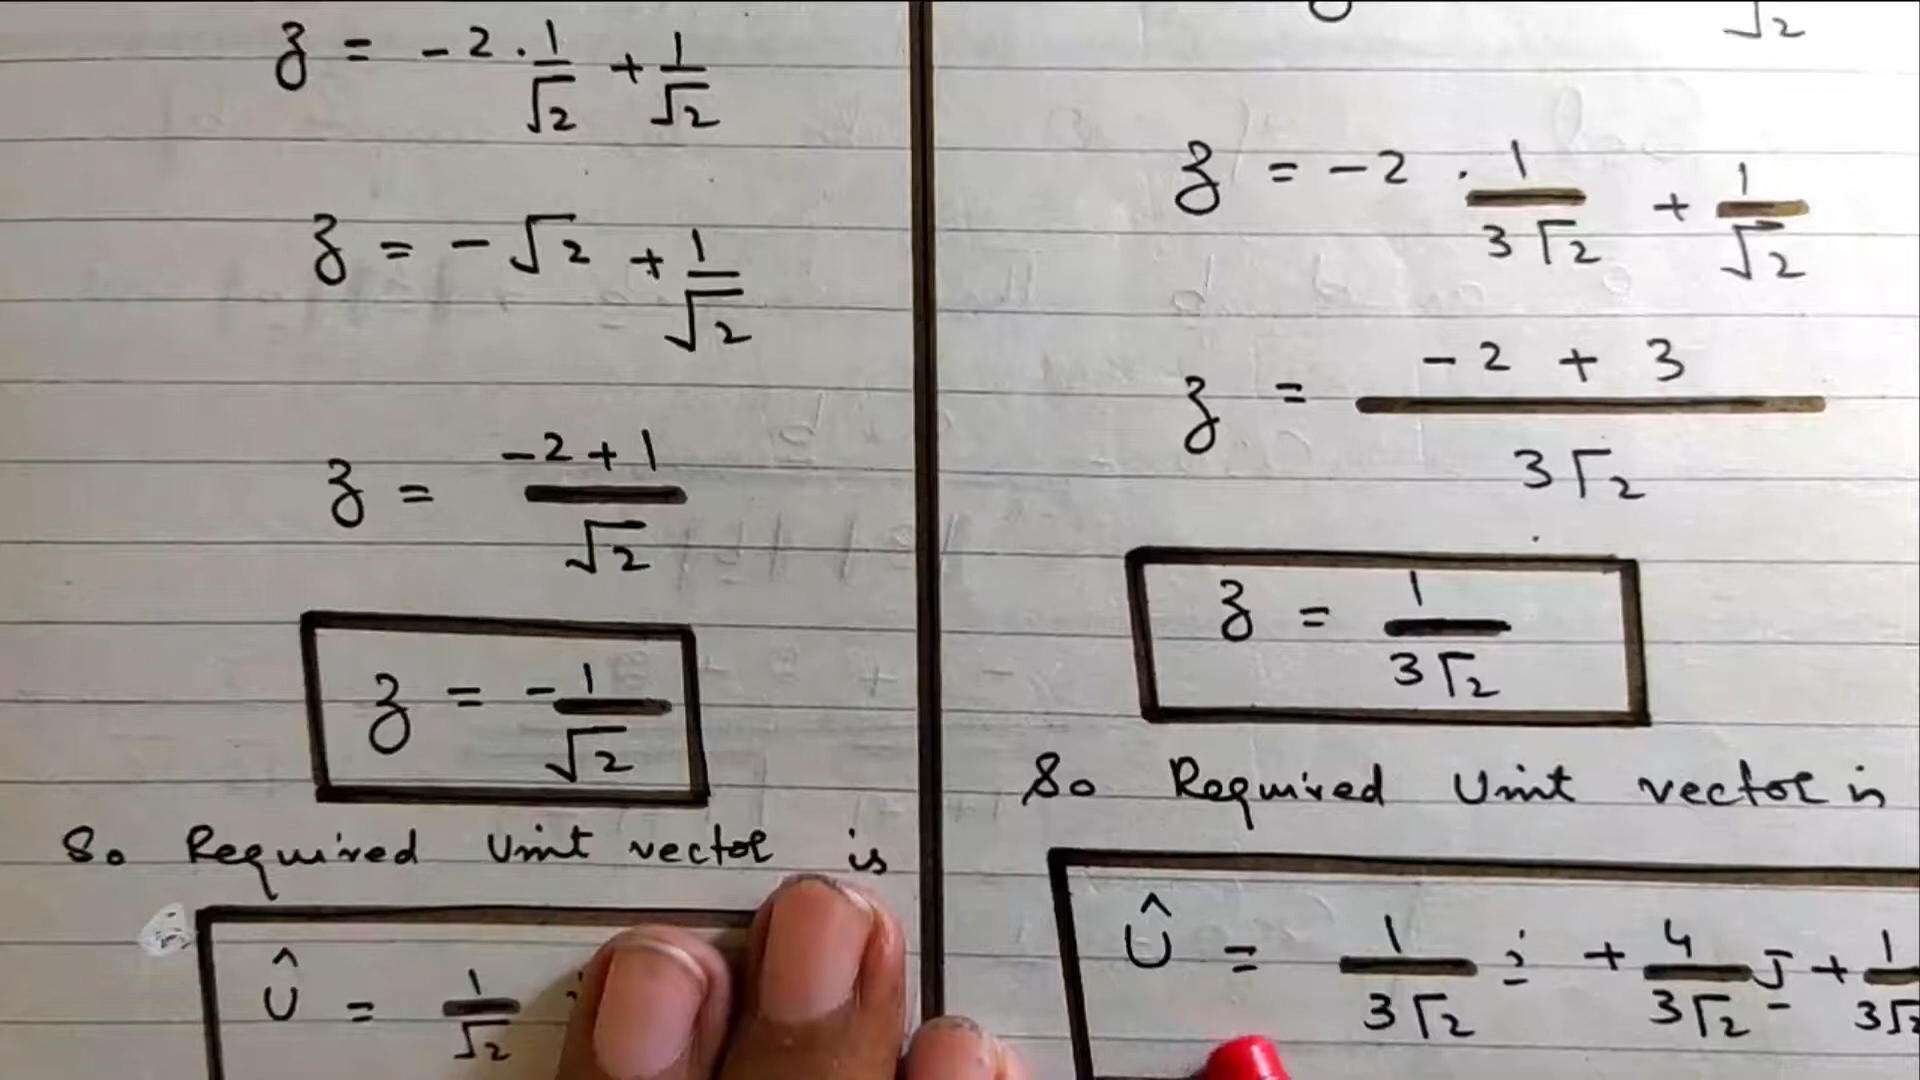 z = -2 . 1/√2 + 1/√2
z = -√2 + 1/√2
z = -2+1/√2
z = -1/√2
So Required Unit vector is
Û = 1/√2
√2
z = -2 . 1/3√2 + 1/√2
z = -2 + 3/3√2
z = 1/3√2
So Required Unit vector is
Û = 1/3√2 i + 4/3√2 J + 1/3√2